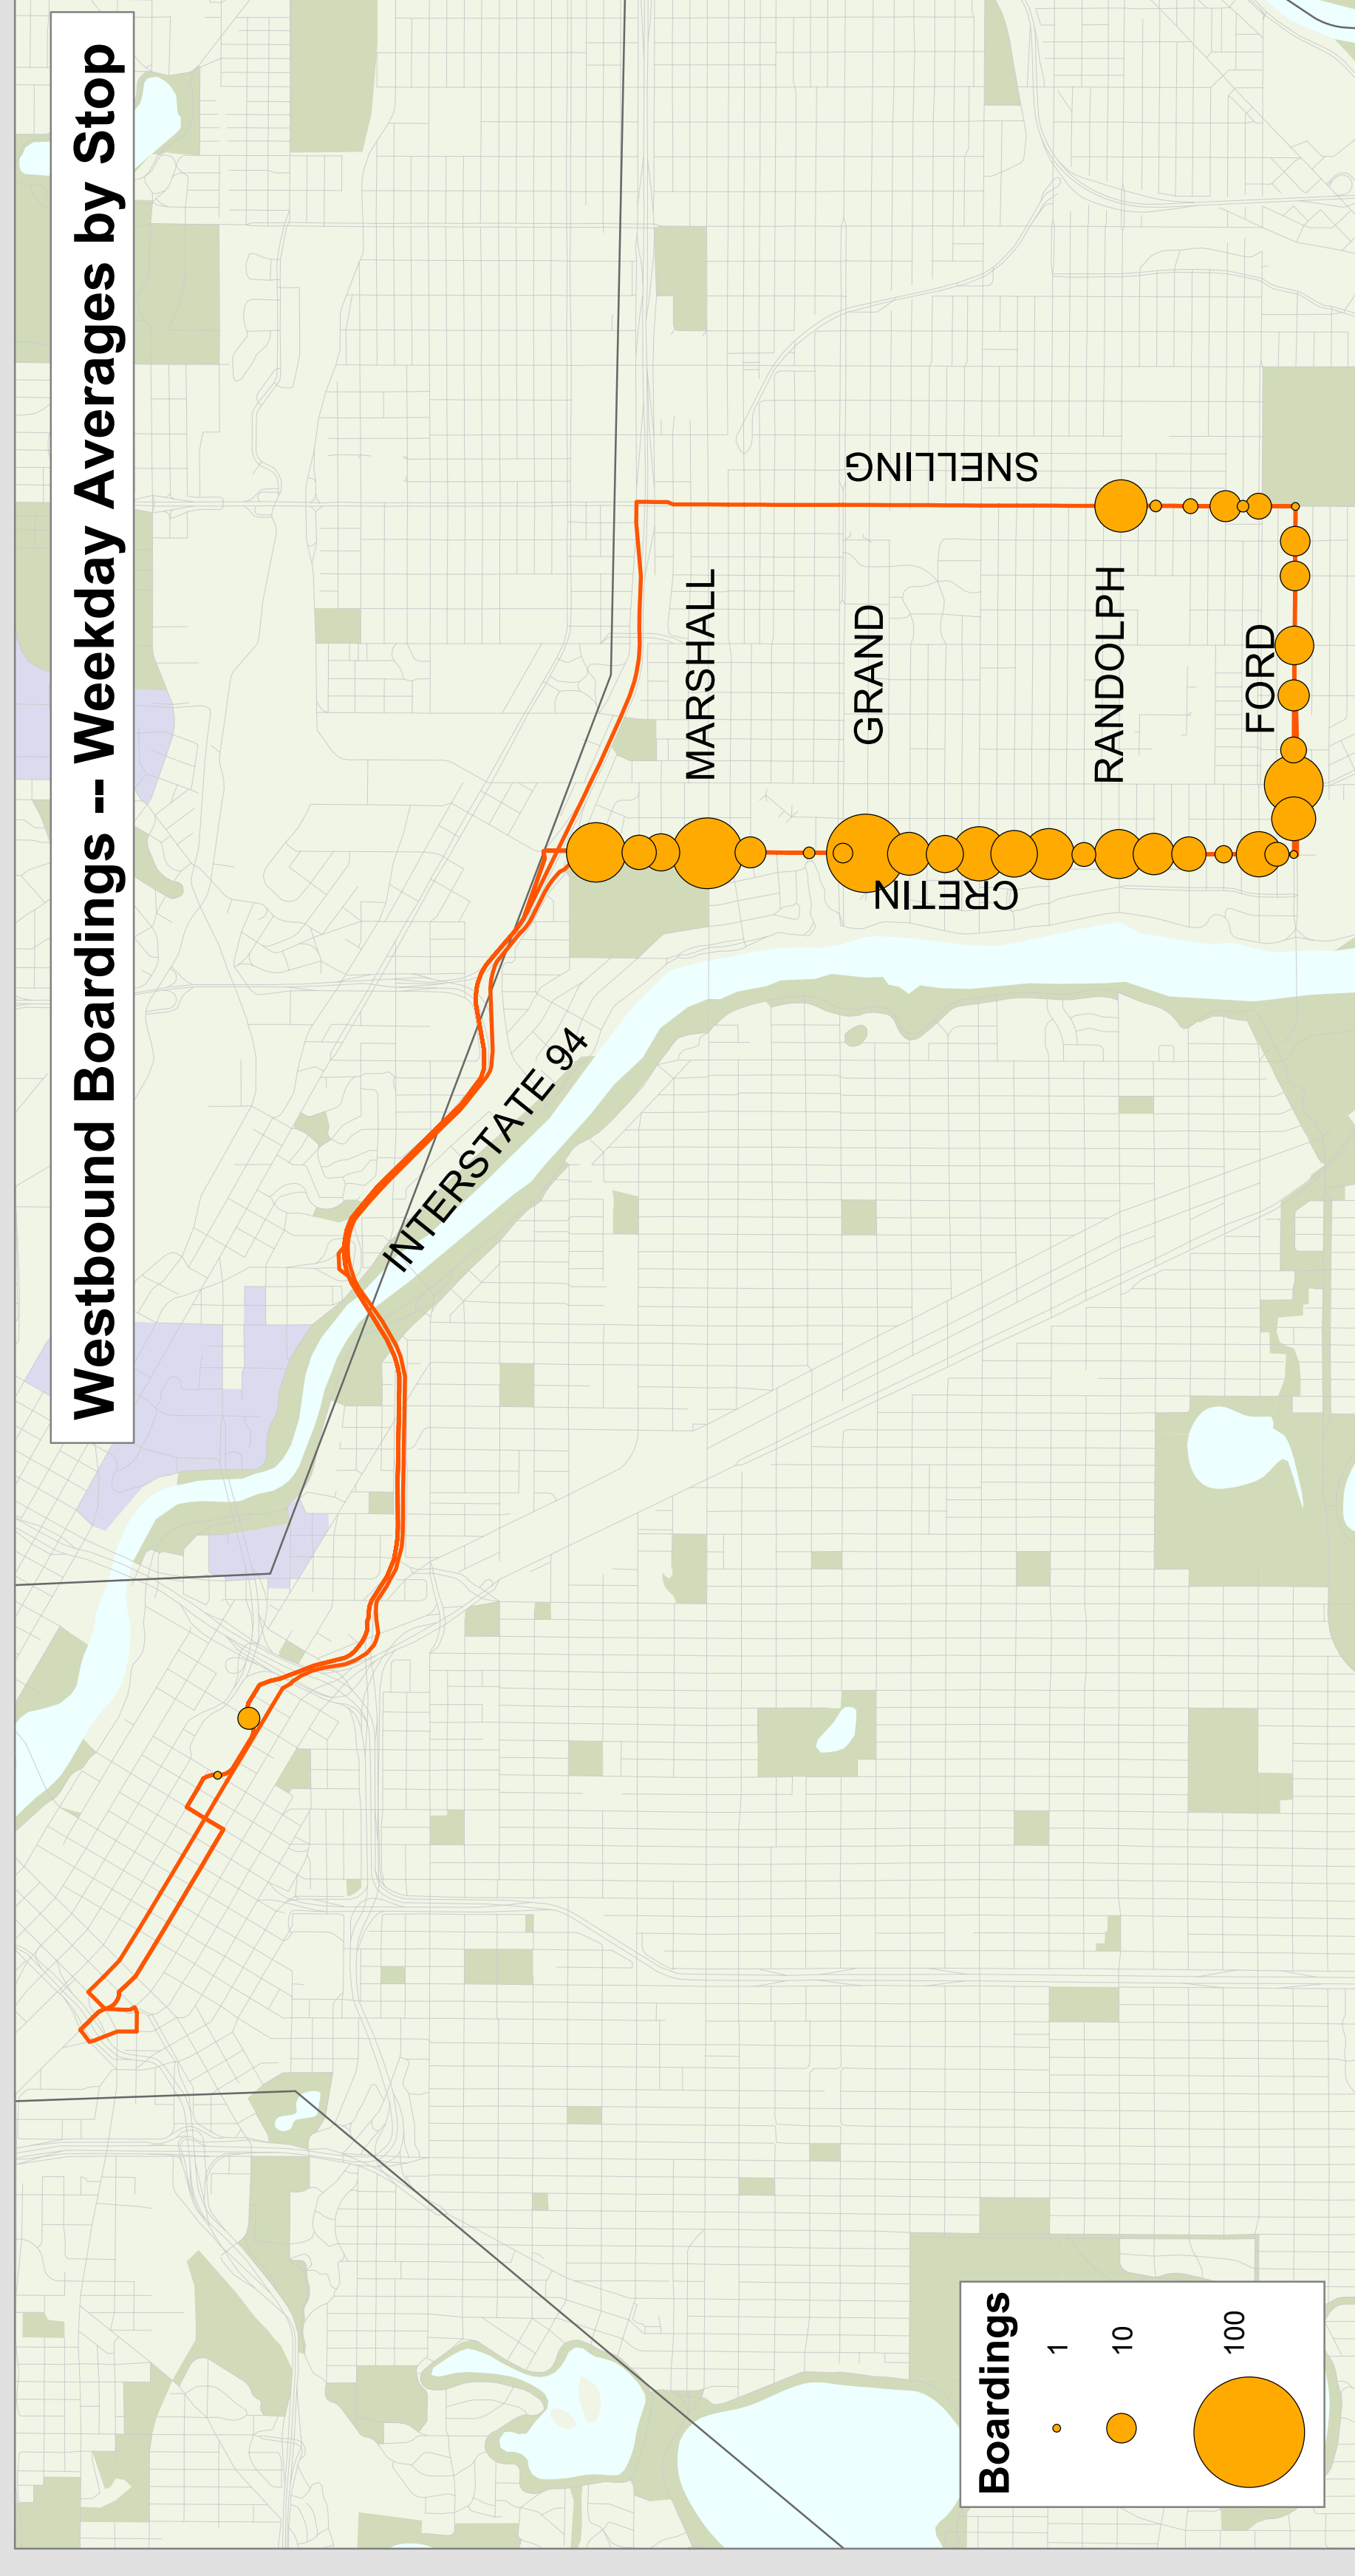 Westbound Boardings -- Weekday Averages by Stop
SNELLING
MARSHALL
GRAND
RANDOLPH
FORD
CRETIN
INTERSTATE 94
Boardings
1
10
100